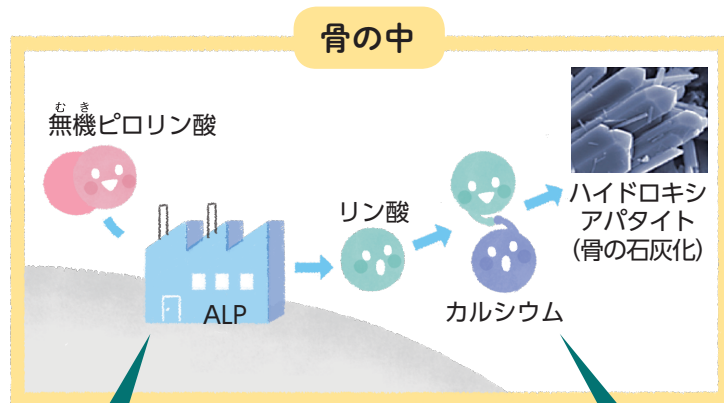 骨の中
むき
無機ピロリン酸
ALP
リン酸
カルシウム
ハイドロキシ
アパタイト
(骨の石灰化)